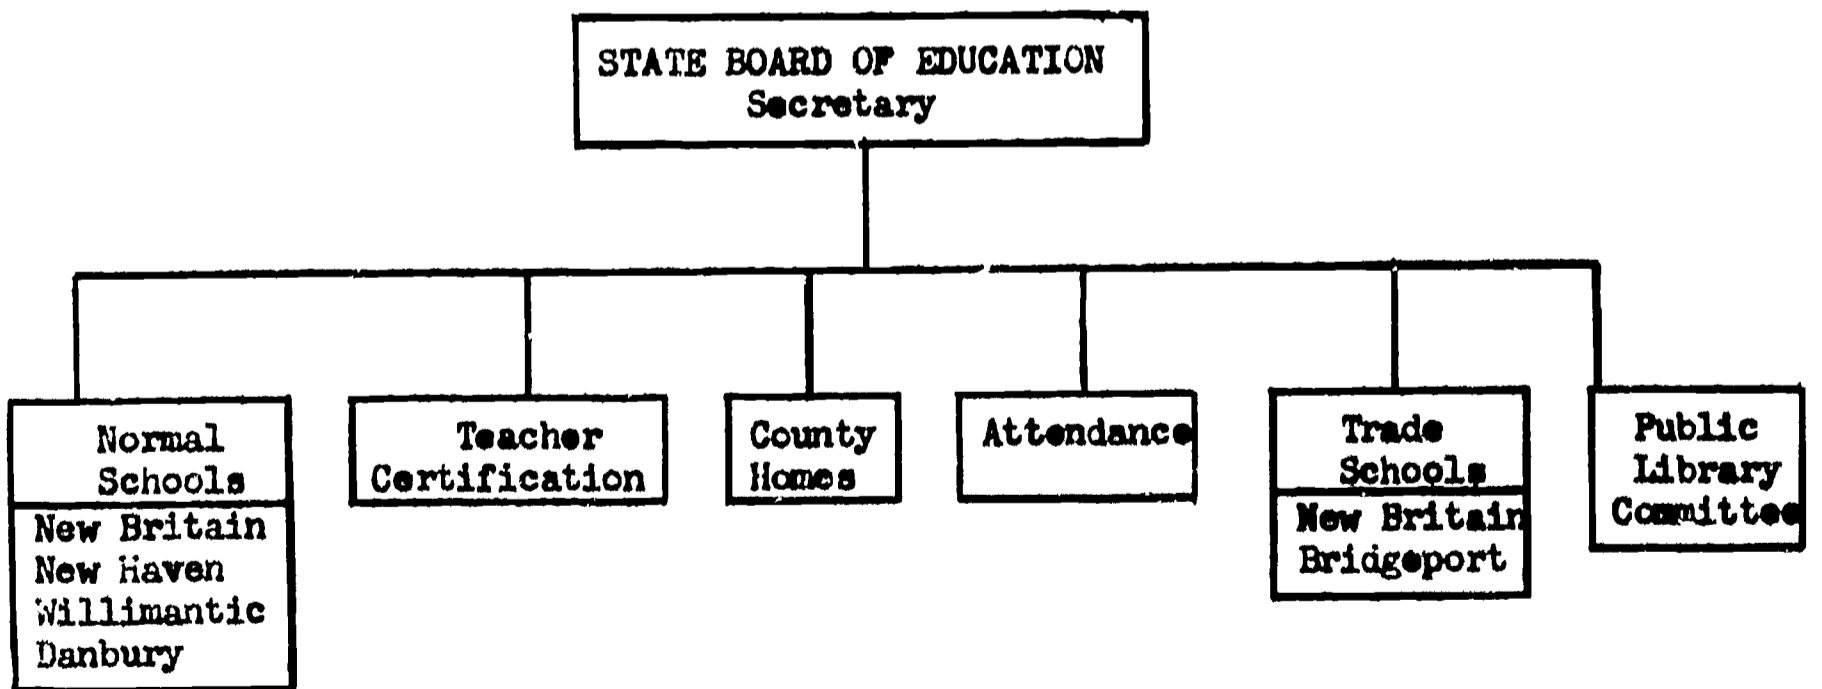 STATE BOARD OF EDUCATION
Secretary
Normal
Schools
New Britain
New Haven
Willimantic
Danbury
Teacher
Certification
County
Homes
Attendance
Trade
Schools
New Britain
Bridgeport
Public
Library
Committee